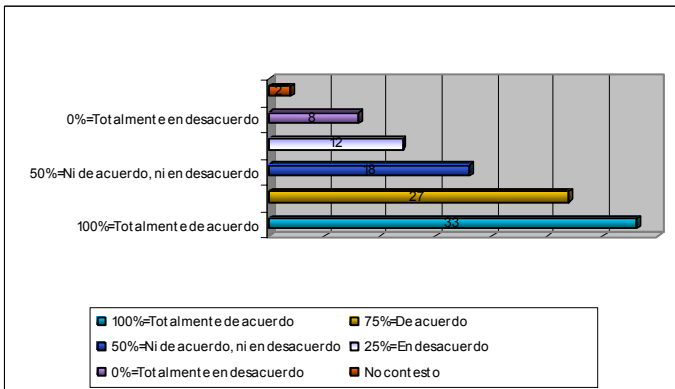 2
0%=Totalmente en desacuerdo
8
12
50%=Ni de acuerdo, ni en desacuerdo
18
27
100%=Totalmente de acuerdo
33
100%=Totalmente de acuerdo
75%=De acuerdo
50%=Ni de acuerdo, ni en desacuerdo
25%=En desacuerdo
0%=Totalmente en desacuerdo
No contesto